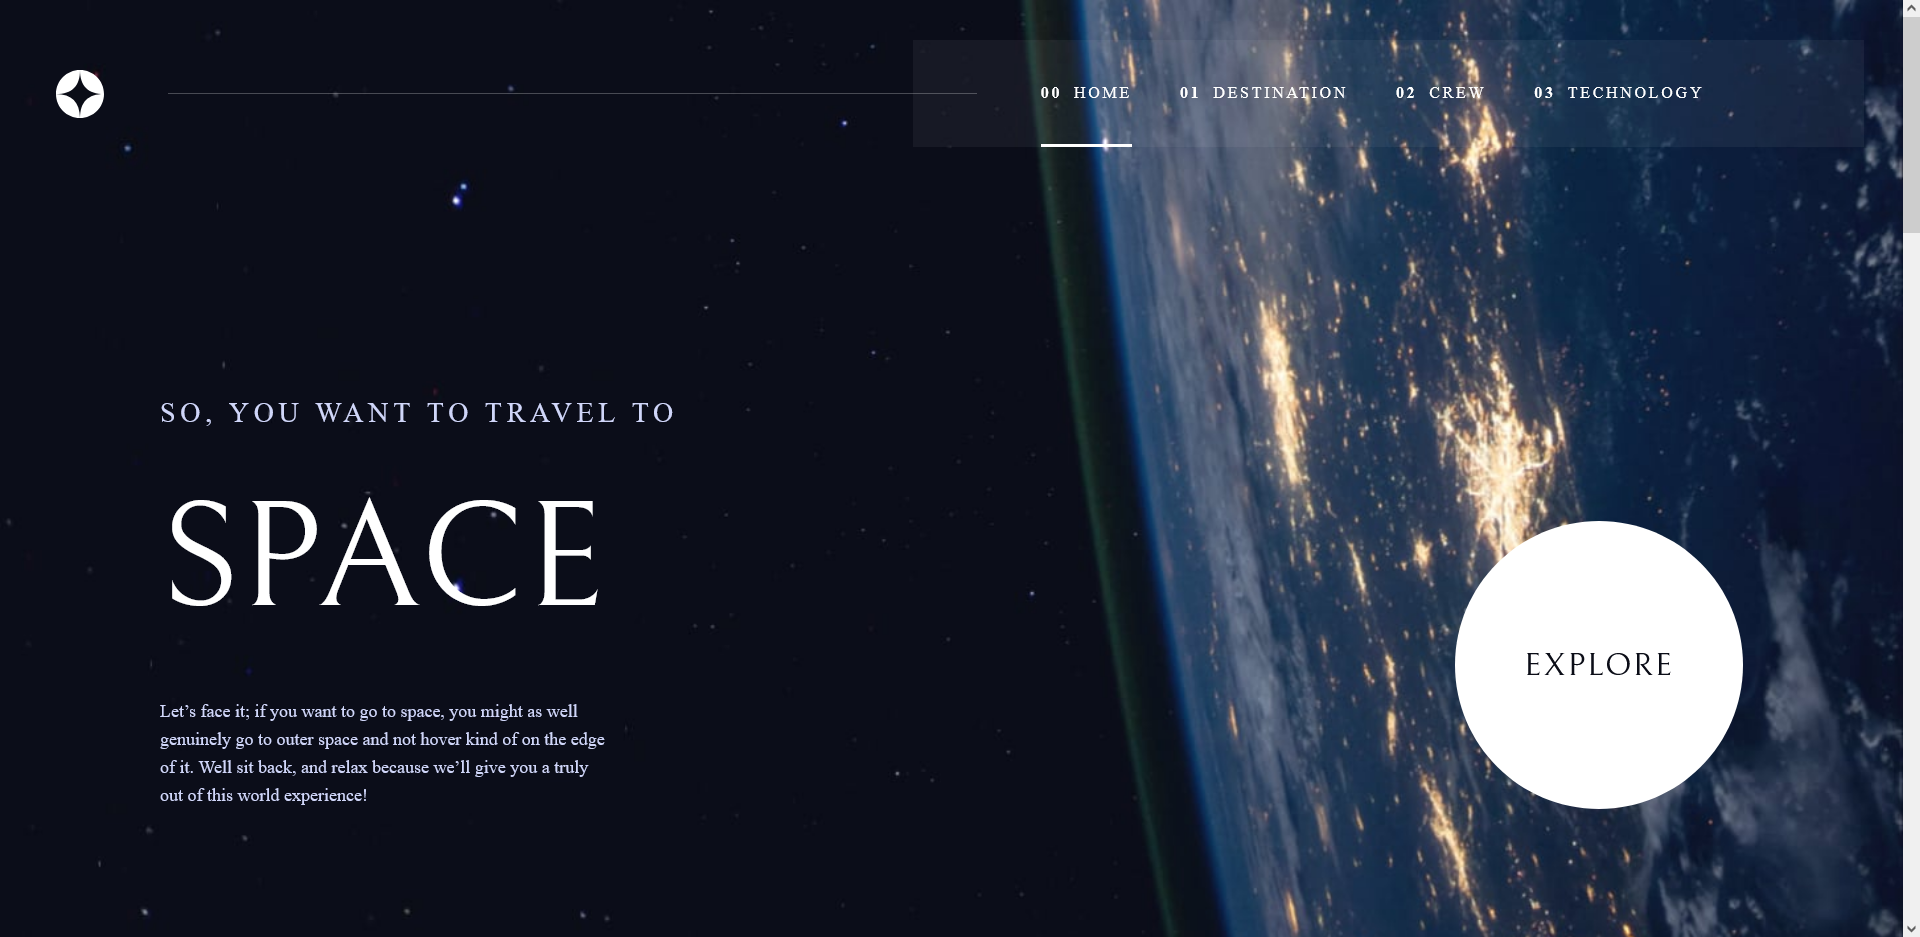 00 HOME 01 DESTINATION 02 CREW 03 TECHNOLOGY
SO, YOU WANT TO TRAVEL TO
SPACE
Let’s face it; if you want to go to space, you might as well
genuinely go to outer space and not hover kind of on the edge
of it. Well sit back, and relax because we’ll give you a truly
out of this world experience!
EXPLORE